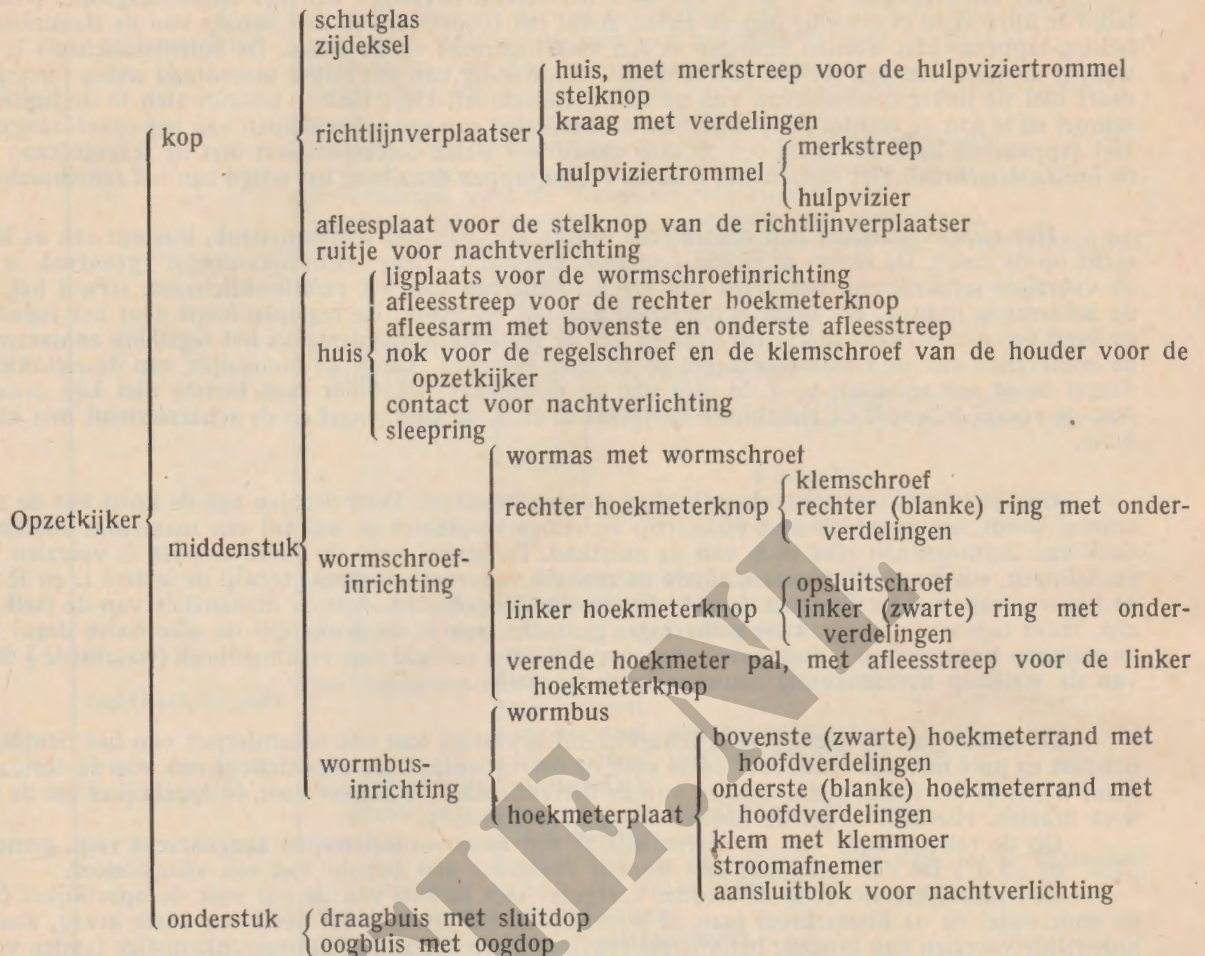 schutglas
zijdeksel
kop
richtlijnverplaatser
huis, met merkstreep voor de hulpviziertrommel
stelknop
kraag met verdelingen
hulpviziertrommel
merkstreep
hulpvizier
afleesplaat voor de stelknop van de richtlijnverplaatser
ruitje voor nachtverlichting
Opzetkijker
middenstuk
huis
ligplaats voor de wormschroefinrichting
afleesstreep voor de rechter hoekmeterknop
afleesarm met bovenste en onderste afleesstreep
nok voor de regelschroef en de klemschroef van de houder voor de
opzetkijker
contact voor nachtverlichting
sleepring
wormschroef-
inrichting
wormas met wormschroef
rechter hoekmeterknop
klemschroef
rechter (blanke) ring met onder-
verdelingen
linker hoekmeterknop
opsluitschroef
linker (zwarte) ring met onder-
verdelingen
verende hoekmeter pal, met afleesstreep voor de linker
hoekmeterknop
wormbus-
inrichting
wormbus
hoekmeterplaat
bovenste (zwarte) hoekmeterrand met
hoofdverdelingen
onderste (blanke) hoekmeterrand met
hoofdverdelingen
klem met klemmoer
stroomafnemer
aansluitblok voor nachtverlichting
onderstuk
draagbuis met sluitdop
oogbuis met oogdop